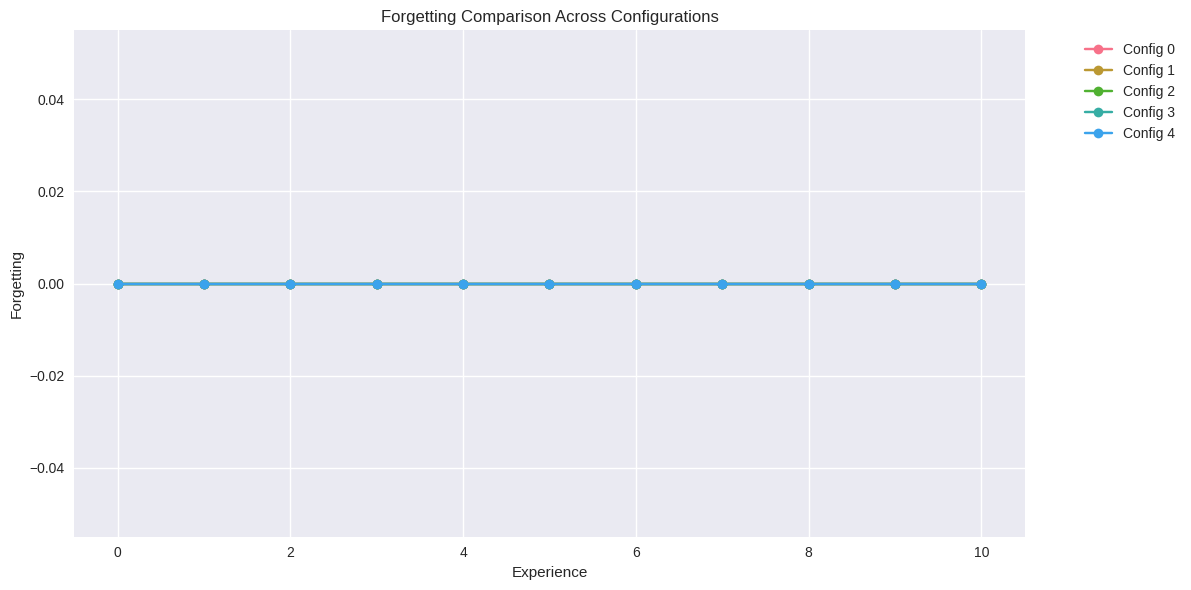 Forgetting Comparison Across Configurations
Config 0
Config 1
Config 2
Config 3
Config 4
Forgetting
0.04
0.02
0.00
−0.02
−0.04
0 2 4 6 8 10
Experience